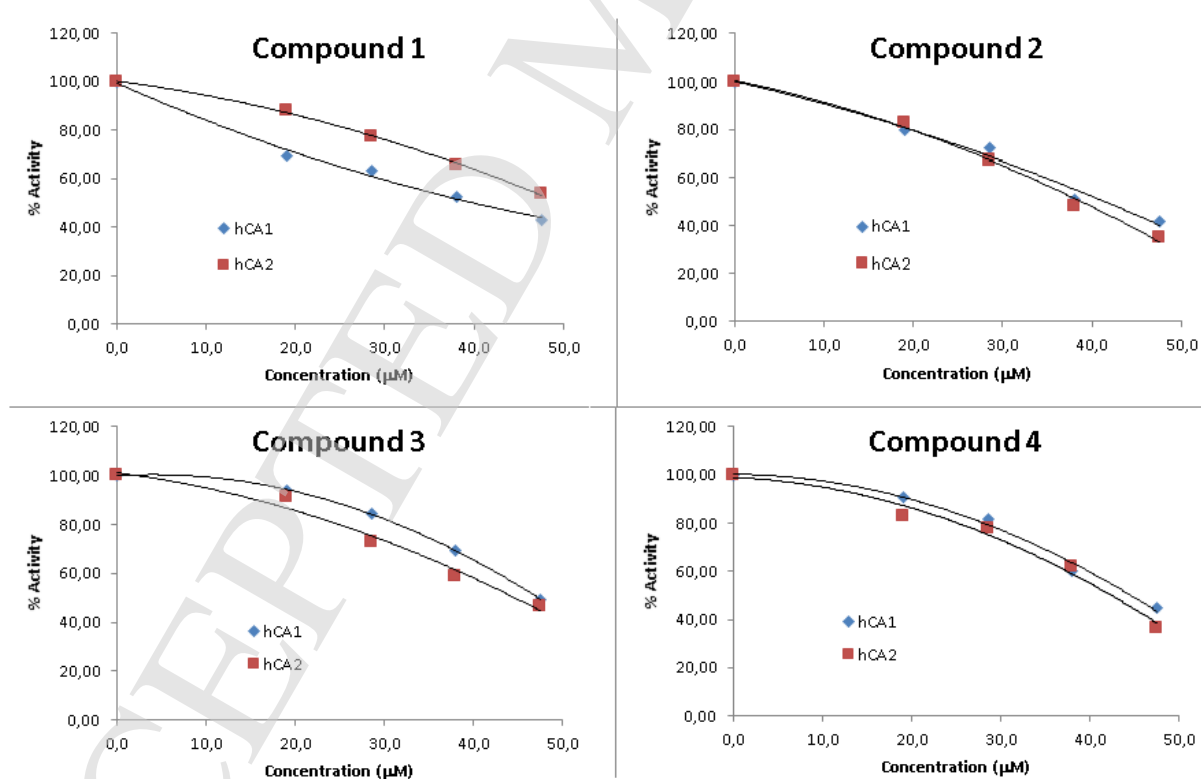 Compound 1
120,00
100,00
80,00
60,00
40,00
20,00
0,00
% Activity
hCA1
hCA2
0,0 10,0 20,0 30,0 40,0 50,0
Concentration (µM)
Compound 2
120,00
100,00
80,00
60,00
40,00
20,00
0,00
% Activity
hCA1
hCA2
0,0 10,0 20,0 30,0 40,0 50,0
Concentration (µM)
Compound 3
120,00
100,00
80,00
60,00
40,00
20,00
0,00
% Activity
hCA1
hCA2
0,0 10,0 20,0 30,0 40,0 50,0
Concentration (µM)
Compound 4
120,00
100,00
80,00
60,00
40,00
20,00
0,00
% Activity
hCA1
hCA2
0,0 10,0 20,0 30,0 40,0 50,0
Concentration (µM)
CEPTED M